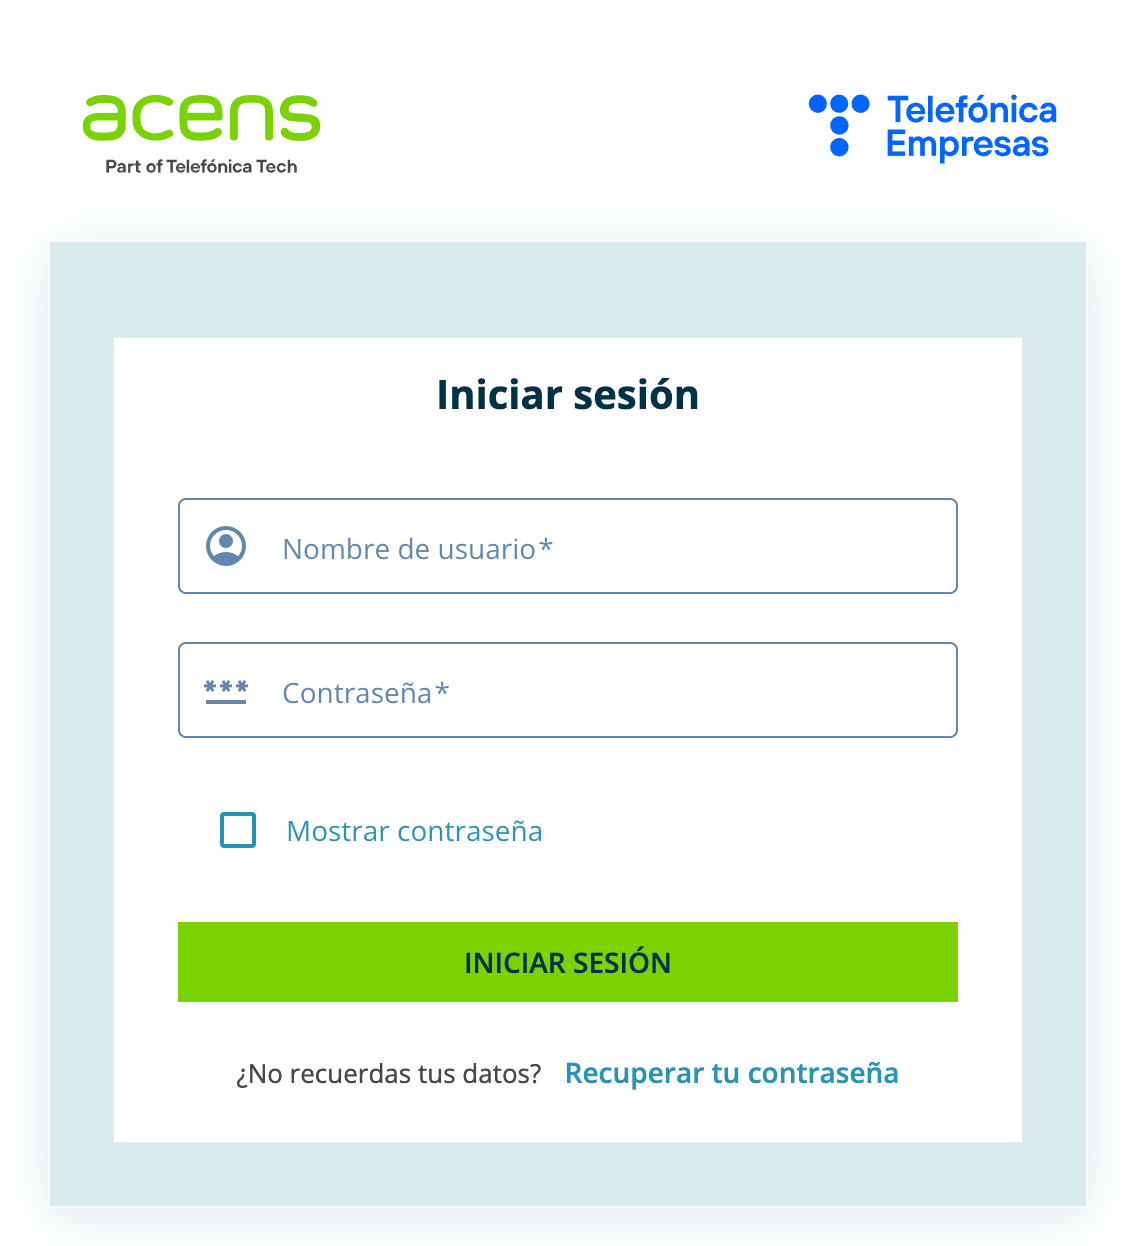 acens
Part of Telefónica Tech
Telefónica
Empresas
Iniciar sesión
Nombre de usuario*
Contraseña*
Mostrar contraseña
INICIAR SESIÓN
¿No recuerdas tus datos? Recuperar tu contraseña